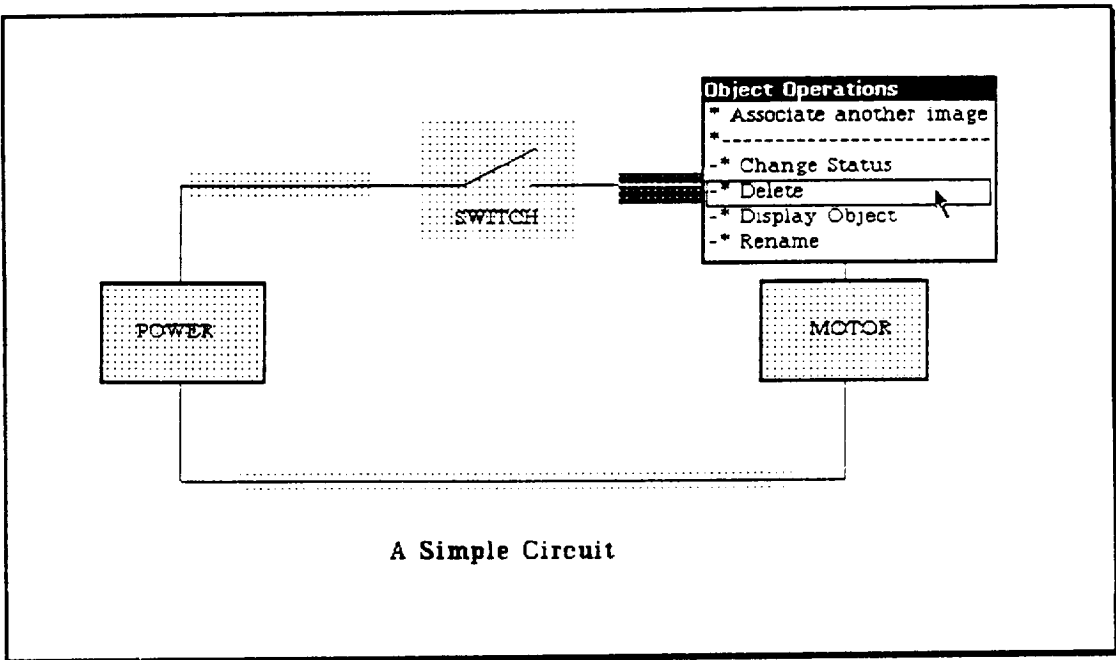 Object Operations
* Associate another image
*-----------------------
-* Change Status
-* Delete
-* Display Object
-* Rename
SWITCH
POWER
MOTOR
A Simple Circuit